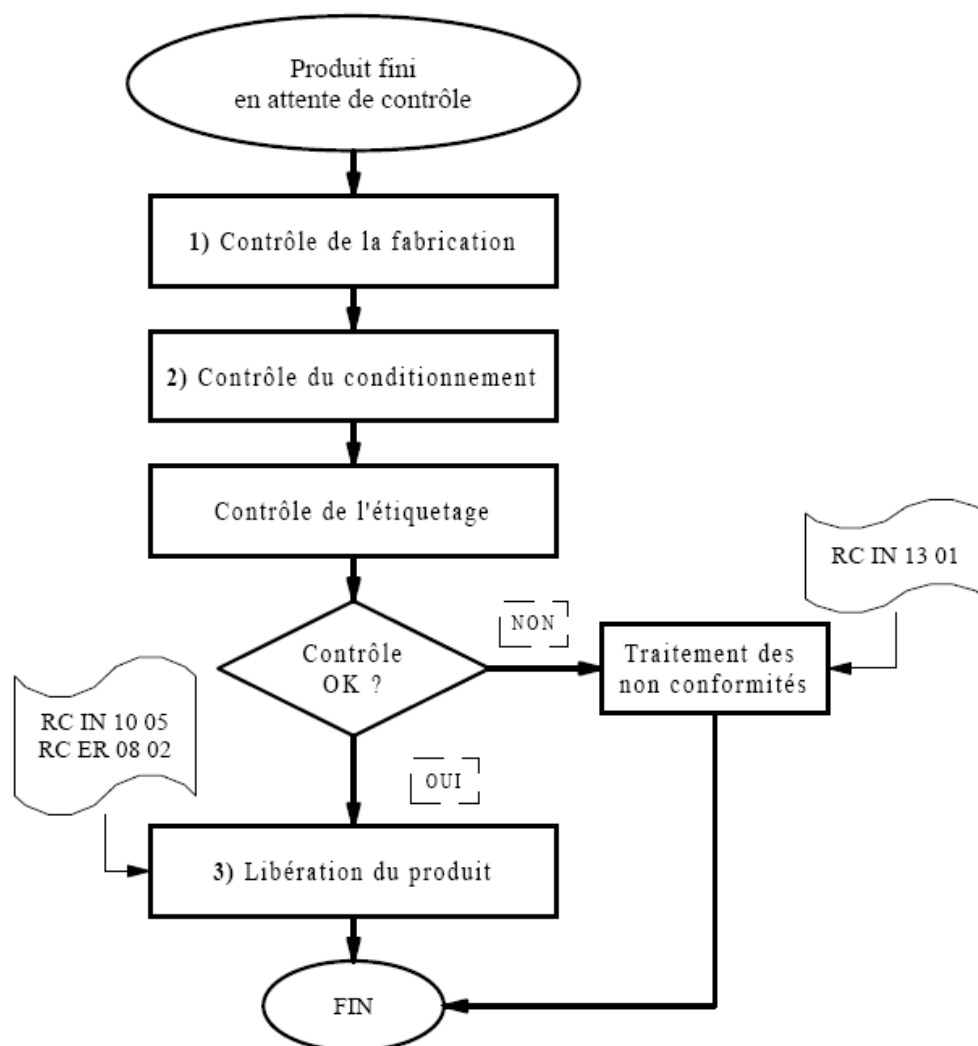 Produit fini
en attente de contrôle
1) Contrôle de la fabrication
2) Contrôle du conditionnement
Contrôle de l'étiquetage
RC IN 13 01
NON
Contrôle
OK ?
Traitement des
non conformités
RC IN 10 05
RC ER 08 02
OUI
3) Libération du produit
FIN